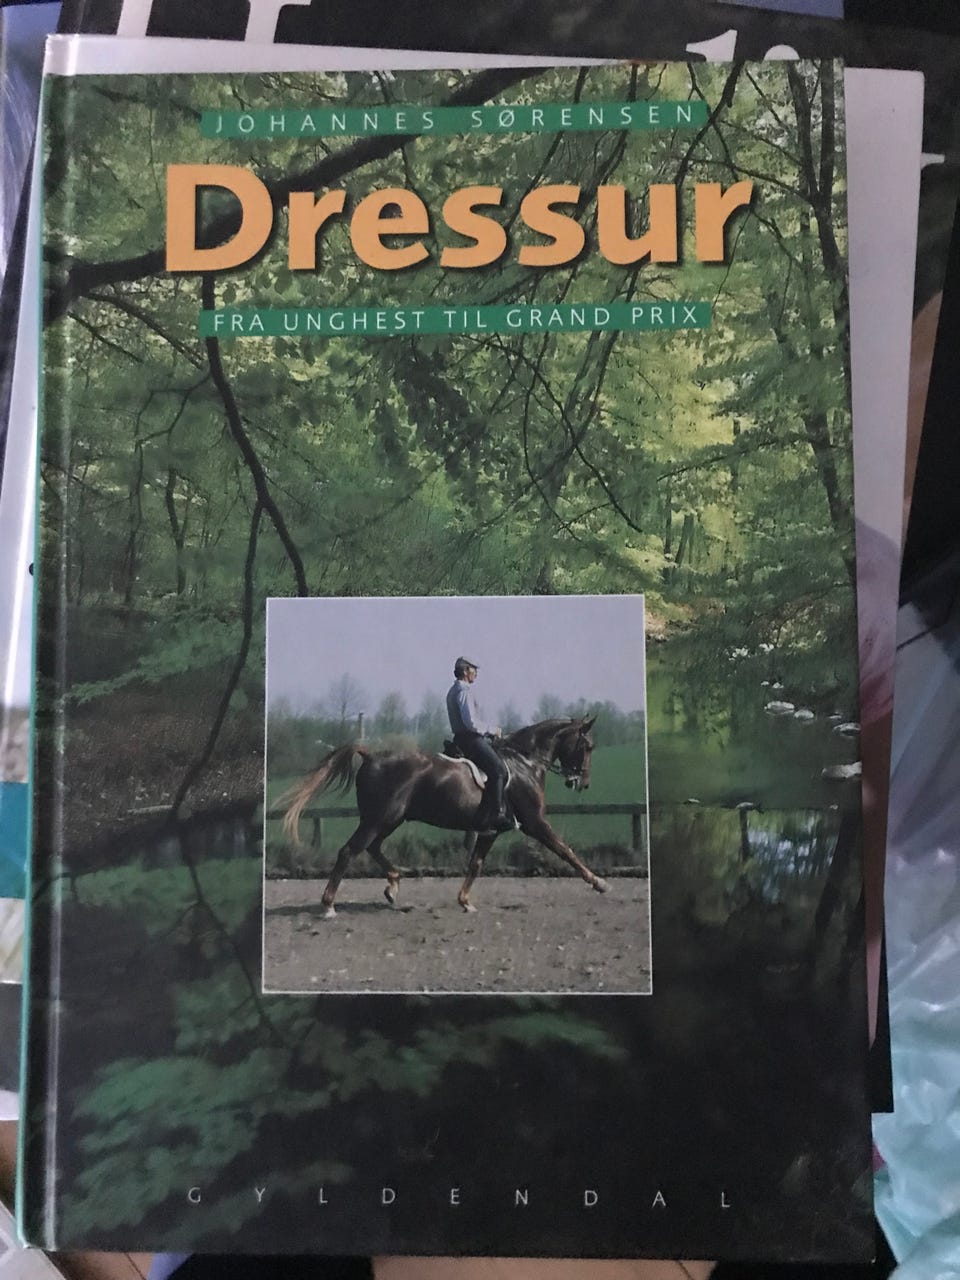 JOHANNES SØRENSEN
Dressur
FRA UNGHEST TIL GRAND PRIX
GYLDENDAL